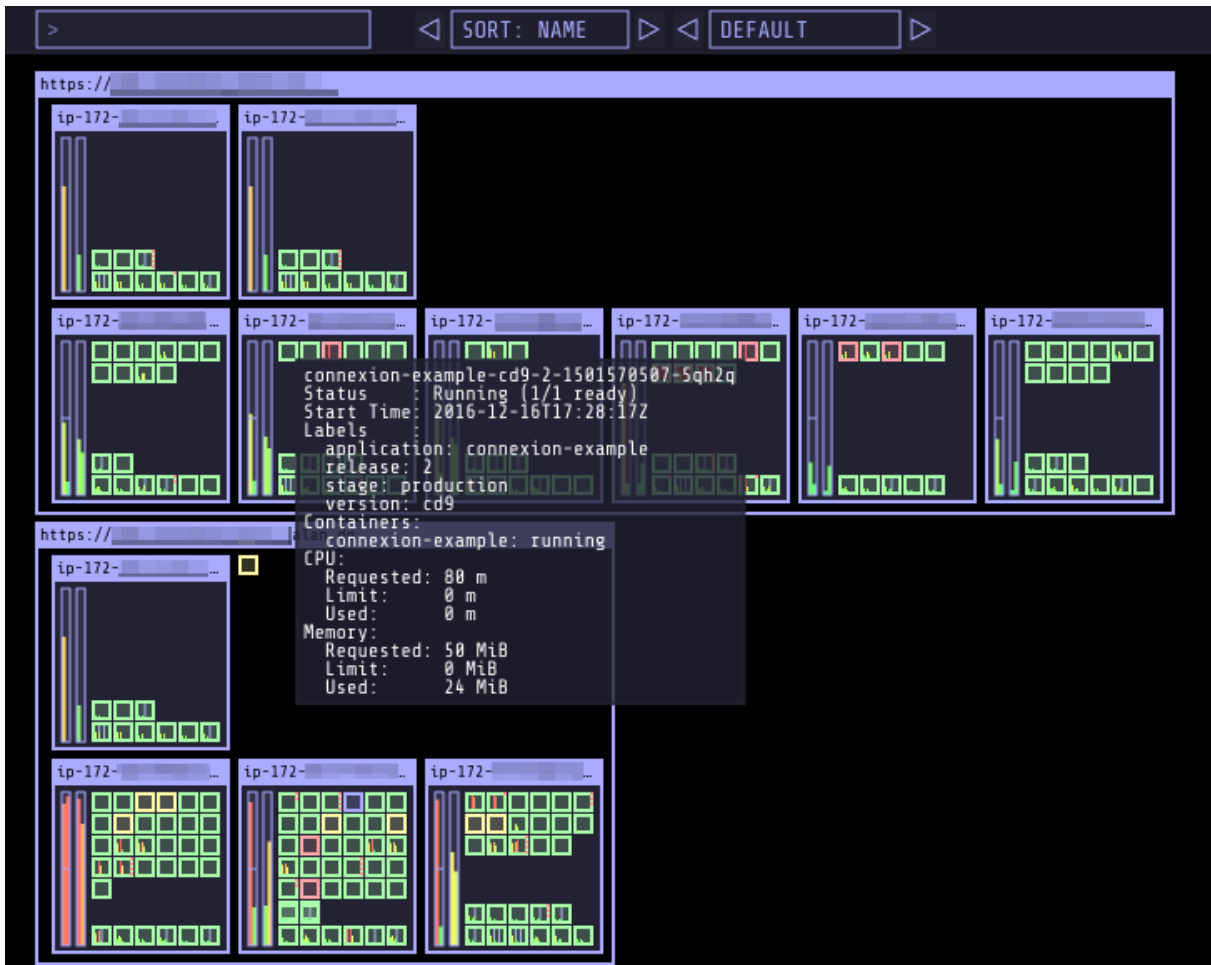 >
SORT: NAME
DEFAULT
https://
ip-172-
ip-172- …
ip-172- …
ip-172- …
ip-172- …
ip-172- …
ip-172- …
ip-172- …
connexion-example-cd9-2-1501570507-5qh2q
Status : Running (1/1 ready)
Start Time: 2016-12-16T17:28:17Z
Labels :
application: connexion-example
release: 2
stage: production
version: cd9
Containers:
connexion-example: running
CPU:
Requested: 80 m
Limit: 0 m
Used: 0 m
Memory:
Requested: 50 MiB
Limit: 0 MiB
Used: 24 MiB
https://
ip-172- …
ip-172- …
ip-172- …
ip-172- …